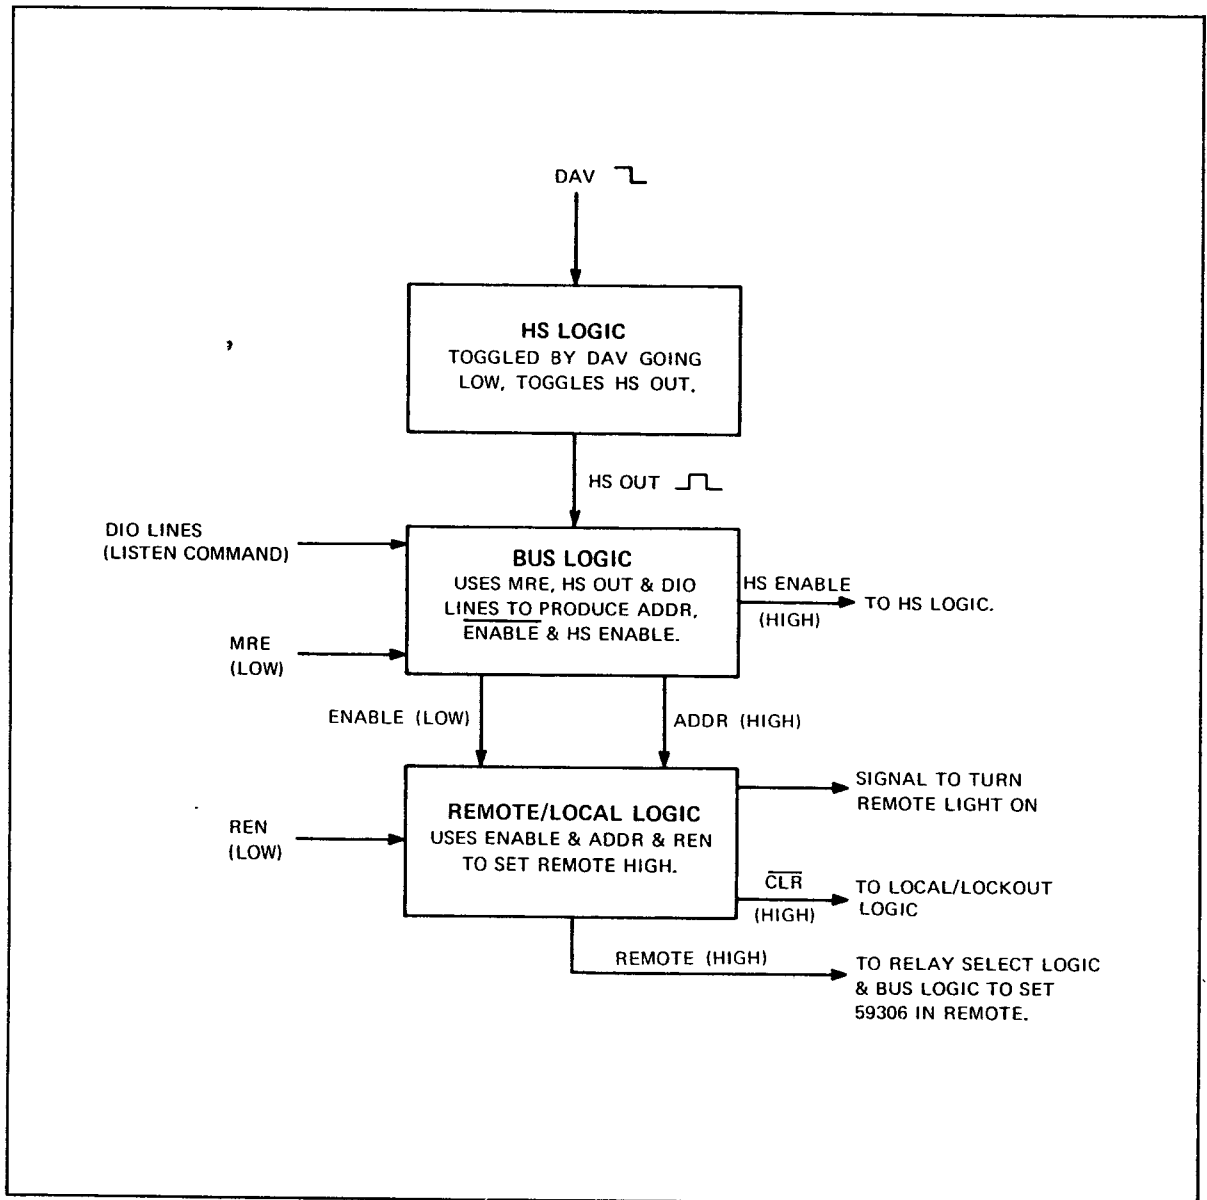 DAV
HS LOGIC
TOGGLED BY DAV GOING
LOW, TOGGLES HS OUT.
HS OUT
DIO LINES
(LISTEN COMMAND)
BUS LOGIC
USES MRE, HS OUT & DIO
LINES TO PRODUCE ADDR,
E̅N̅A̅B̅L̅E̅ & HS ENABLE.
HS ENABLE
(HIGH)
TO HS LOGIC.
MRE
(LOW)
ENABLE (LOW)
ADDR (HIGH)
REMOTE/LOCAL LOGIC
USES ENABLE & ADDR & REN
TO SET REMOTE HIGH.
REN
(LOW)
SIGNAL TO TURN
REMOTE LIGHT ON
C̅L̅R̅
(HIGH)
TO LOCAL/LOCKOUT
LOGIC
REMOTE (HIGH)
TO RELAY SELECT LOGIC
& BUS LOGIC TO SET
59306 IN REMOTE.